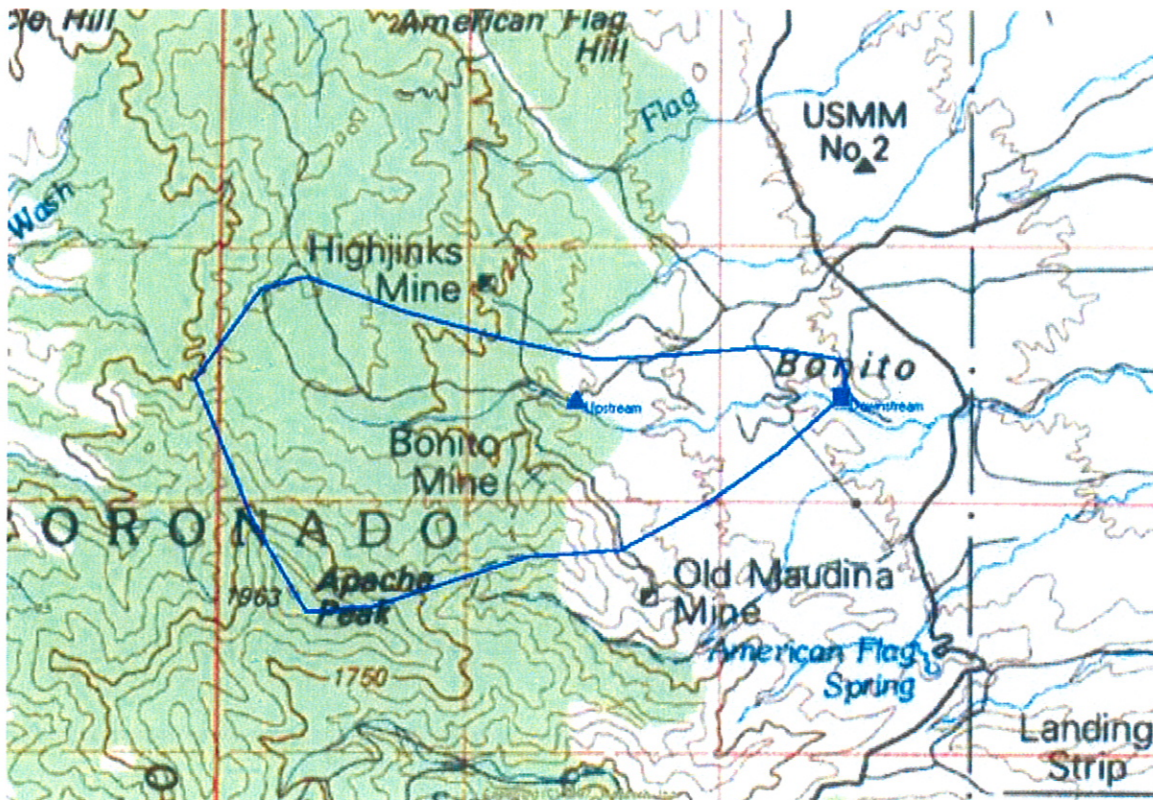 American Flag
Hill
Flag
USMM
No. 2
Wash
Highjinks
Mine
Bonito
Upstream
Downstream
Bonito
Mine
ORONADO
Apache
Peak
1963
Old Maudina
Mine
American Flag
Spring
1750
Landing
Strip